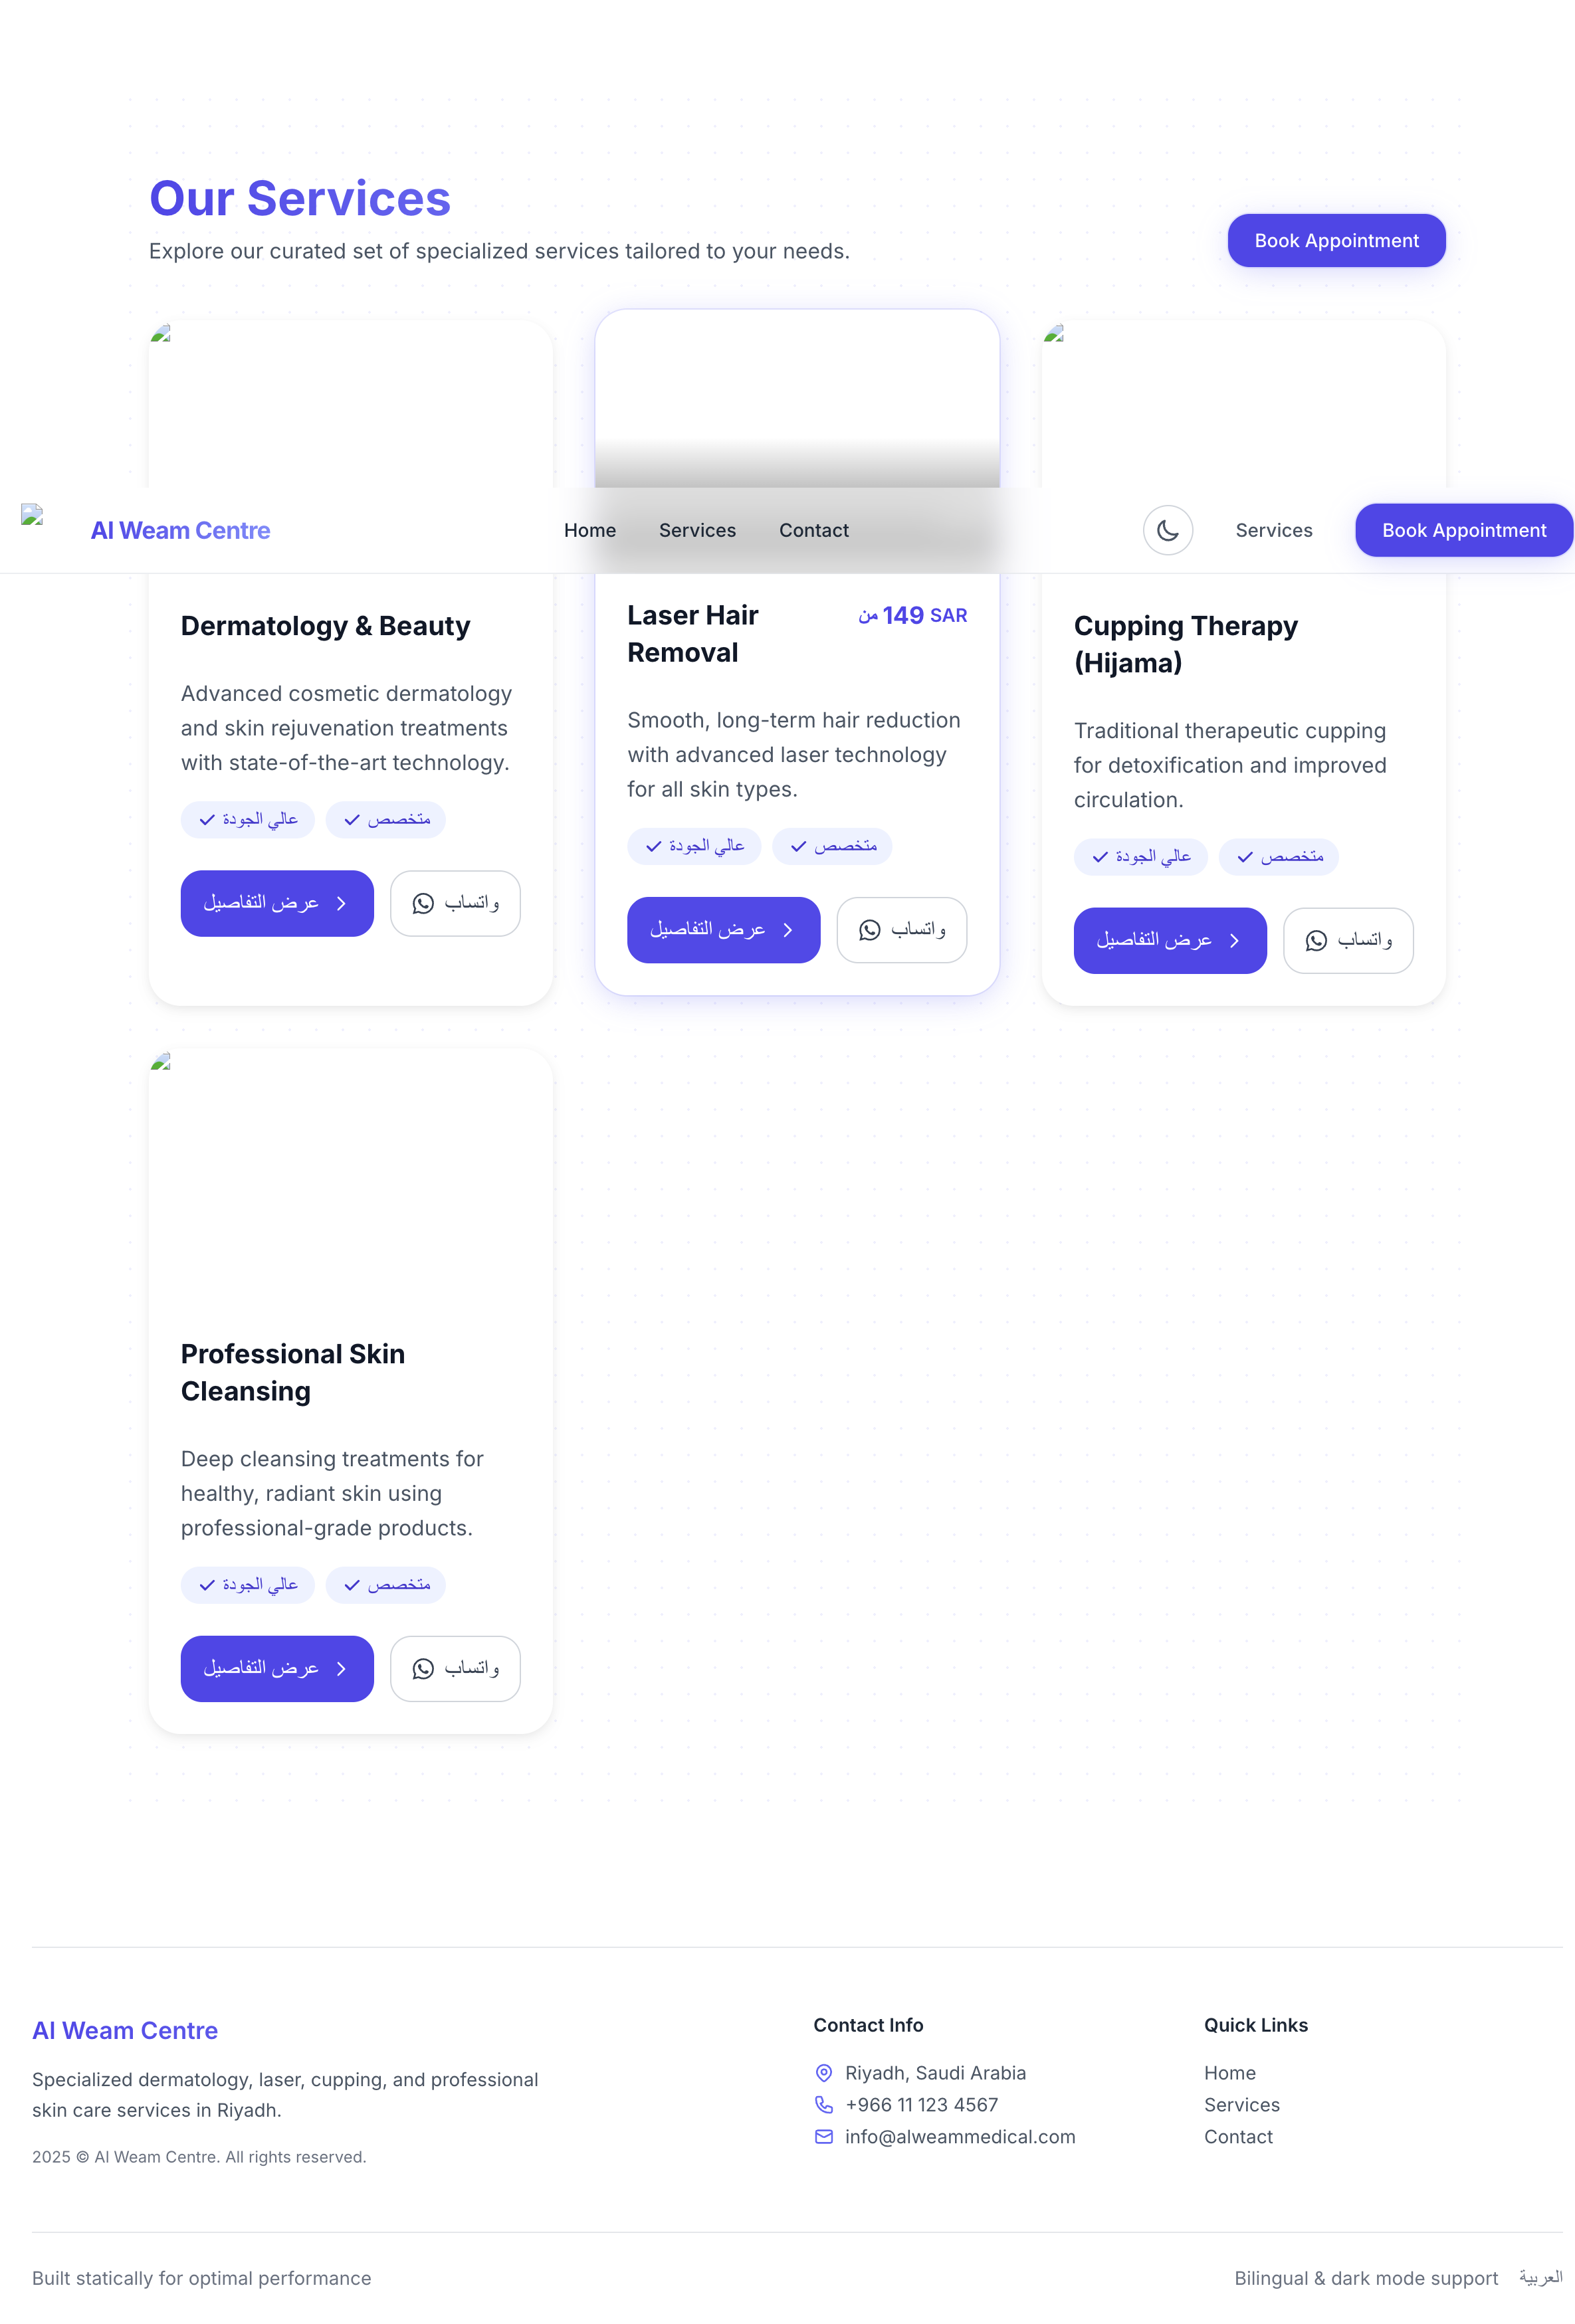 Our Services
Explore our curated set of specialized services tailored to your needs.
Book Appointment
Al Weam Centre
Home
Services
Contact
Services
Book Appointment
Dermatology & Beauty
Advanced cosmetic dermatology
and skin rejuvenation treatments
with state-of-the-art technology.
عالي الجودة
متخصص
عرض التفاصيل
واتساب
Laser Hair
Removal
من 149 SAR
Smooth, long-term hair reduction
with advanced laser technology
for all skin types.
عالي الجودة
متخصص
عرض التفاصيل
واتساب
Cupping Therapy
(Hijama)
Traditional therapeutic cupping
for detoxification and improved
circulation.
عالي الجودة
متخصص
عرض التفاصيل
واتساب
Professional Skin
Cleansing
Deep cleansing treatments for
healthy, radiant skin using
professional-grade products.
عالي الجودة
متخصص
عرض التفاصيل
واتساب
Al Weam Centre
Specialized dermatology, laser, cupping, and professional
skin care services in Riyadh.
2025 © Al Weam Centre. All rights reserved.
Contact Info
Riyadh, Saudi Arabia
+966 11 123 4567
info@alweammedical.com
Quick Links
Home
Services
Contact
Built statically for optimal performance
Bilingual & dark mode support
العربية